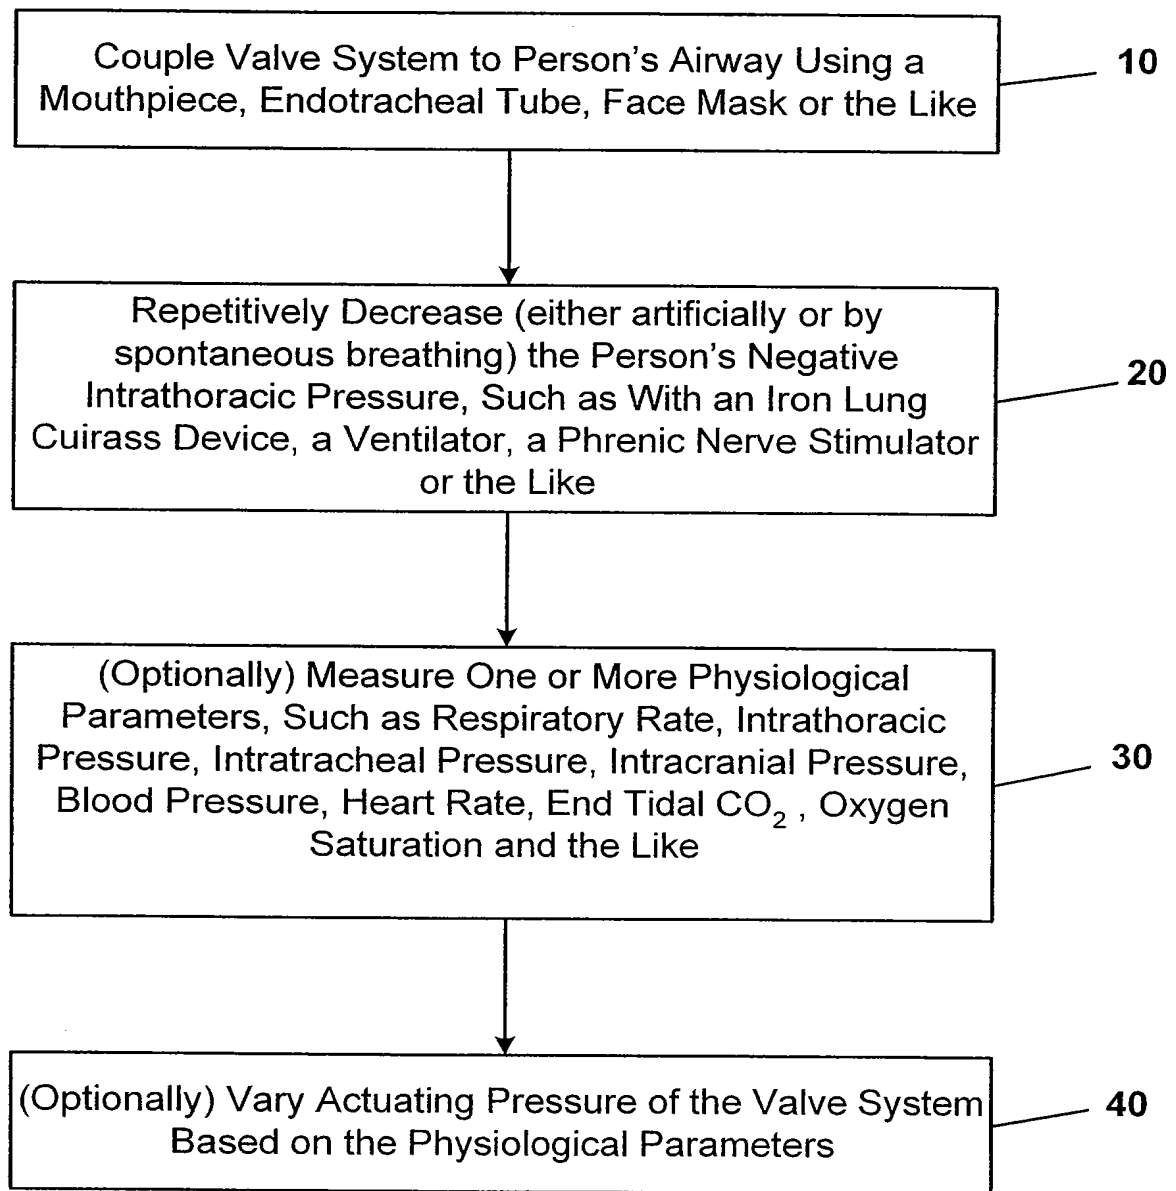 Couple Valve System to Person's Airway Using a
Mouthpiece, Endotracheal Tube, Face Mask or the Like
10
Repetitively Decrease (either artificially or by
spontaneous breathing) the Person's Negative
Intrathoracic Pressure, Such as With an Iron Lung
Cuirass Device, a Ventilator, a Phrenic Nerve Stimulator
or the Like
20
(Optionally) Measure One or More Physiological
Parameters, Such as Respiratory Rate, Intrathoracic
Pressure, Intratracheal Pressure, Intracranial Pressure,
Blood Pressure, Heart Rate, End Tidal CO₂ , Oxygen
Saturation and the Like
30
(Optionally) Vary Actuating Pressure of the Valve System
Based on the Physiological Parameters
40